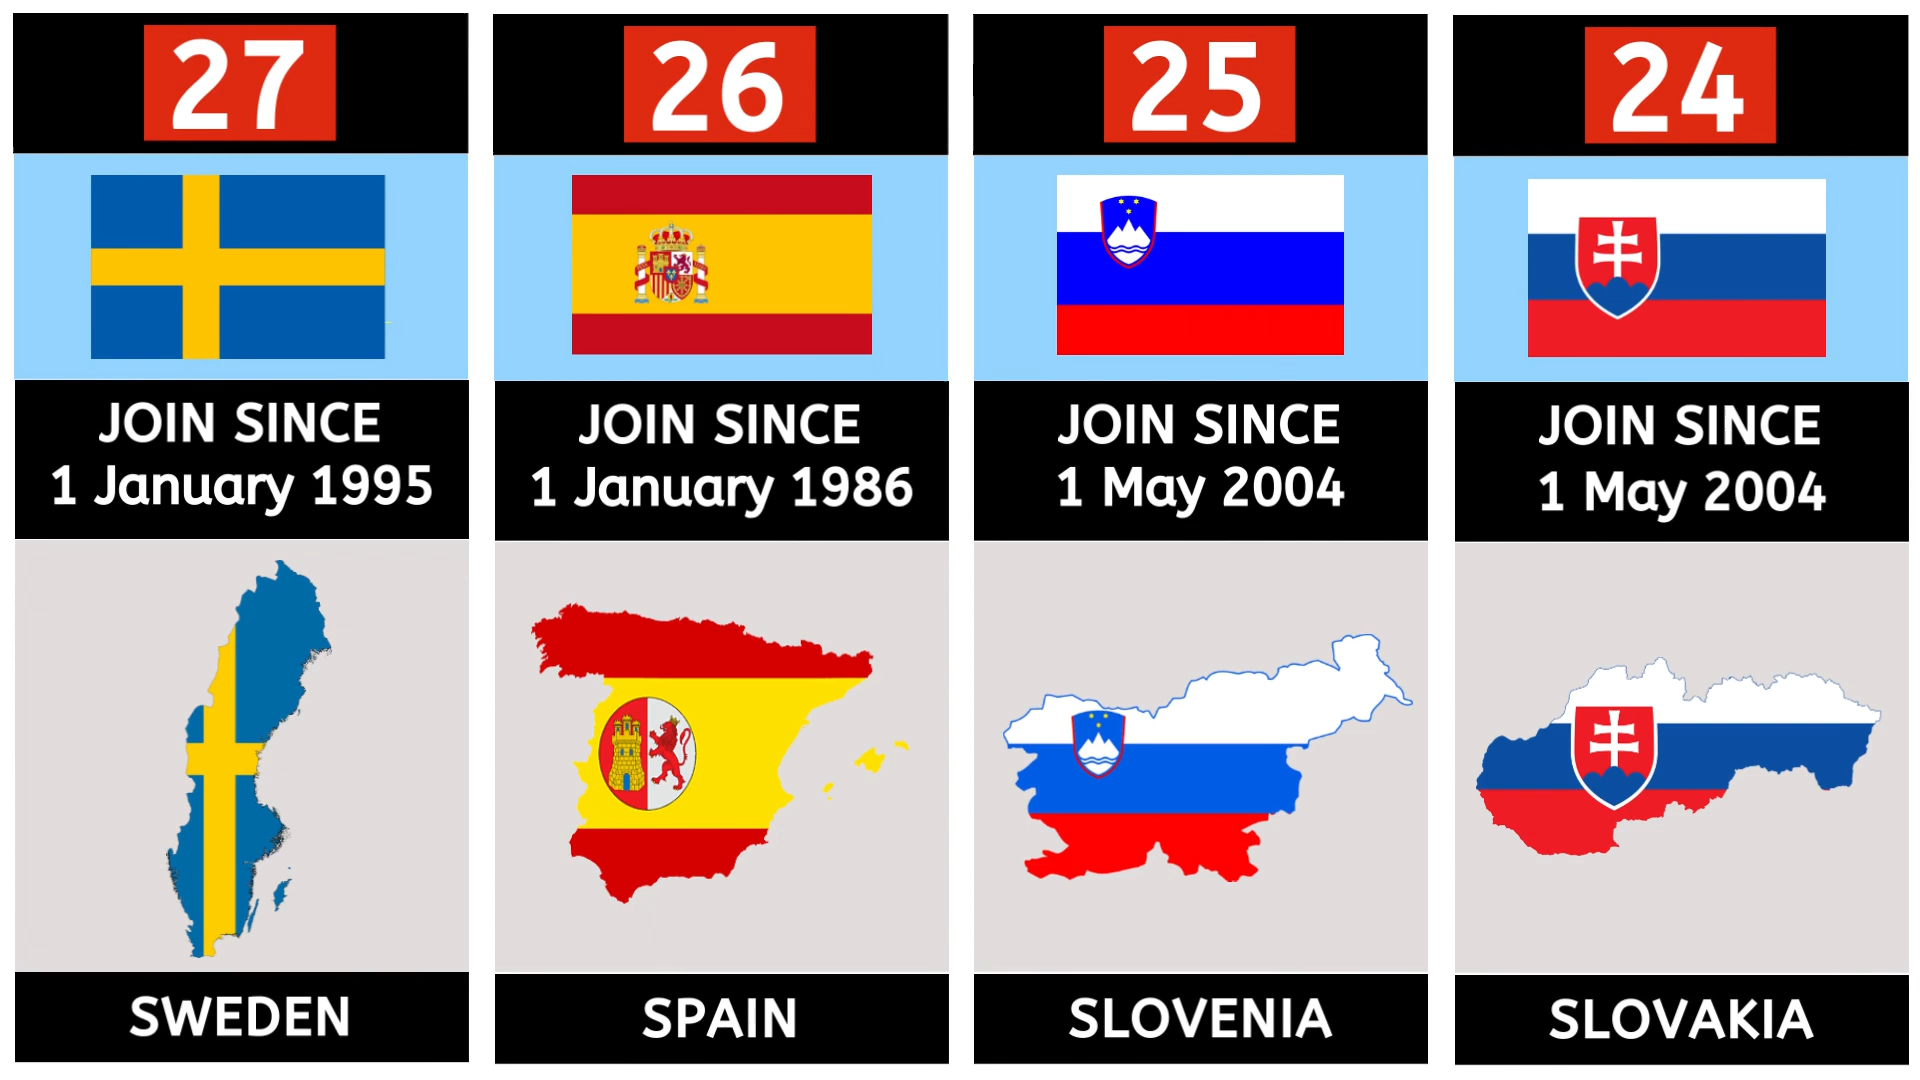 27
JOIN SINCE
1 January 1995
SWEDEN
26
JOIN SINCE
1 January 1986
SPAIN
25
JOIN SINCE
1 May 2004
SLOVENIA
24
JOIN SINCE
1 May 2004
SLOVAKIA